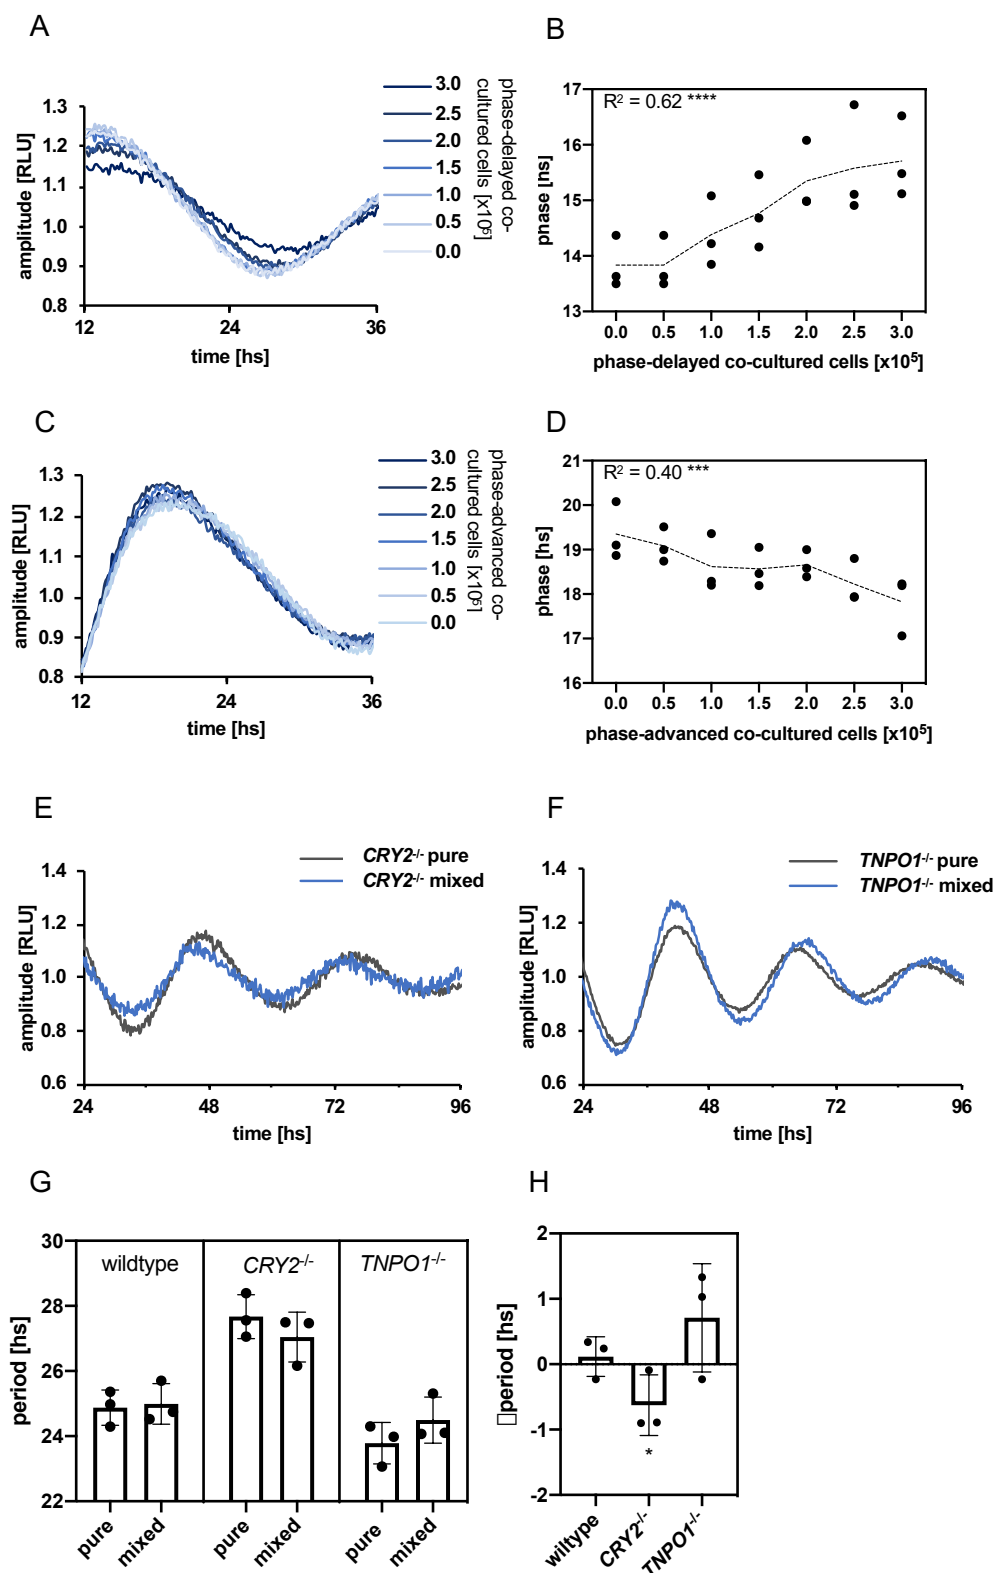 A
amplitude [RLU]
1.3
1.2
1.1
1.0
0.9
0.8
12
24
36
time [hs]
3.0
2.5
2.0
1.5
1.0
0.5
0.0
phase-delayed co-
cultured cells [x10⁵]
B
R² = 0.62 ****
phase [hs]
17
16
15
14
13
0.0 0.5 1.0 1.5 2.0 2.5 3.0
phase-delayed co-cultured cells [x10⁵]
C
amplitude [RLU]
1.3
1.2
1.1
1.0
0.9
0.8
12
24
36
time [hs]
3.0
2.5
2.0
1.5
1.0
0.5
0.0
phase-advanced co-
cultured cells [x10⁵]
D
R² = 0.40 ***
phase [hs]
21
20
19
18
17
16
0.0 0.5 1.0 1.5 2.0 2.5 3.0
phase-advanced co-cultured cells [x10⁵]
E
CRY2⁻/⁻ pure
CRY2⁻/⁻ mixed
amplitude [RLU]
1.4
1.2
1.0
0.8
0.6
24 48 72 96
time [hs]
F
TNPO1⁻/⁻ pure
TNPO1⁻/⁻ mixed
amplitude [RLU]
1.4
1.2
1.0
0.8
0.6
24 48 72 96
time [hs]
G
period [hs]
30
28
26
24
22
wildtype
CRY2⁻/⁻
TNPO1⁻/⁻
pure
mixed
pure
mixed
pure
mixed
H
□period [hs]
2
1
0
-1
-2
*
wiltype
CRY2⁻/⁻
TNPO1⁻/⁻